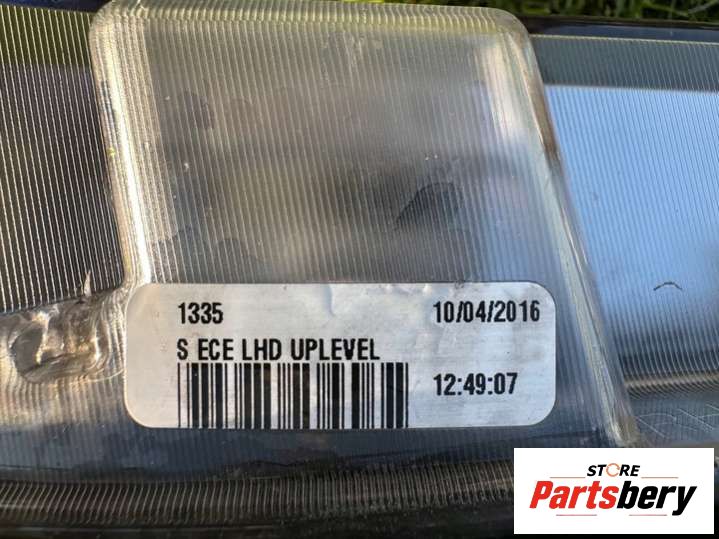 1335 10/04/2016
S ECE LHD UPLEVEL
12:49:07
STORE
Partsbery